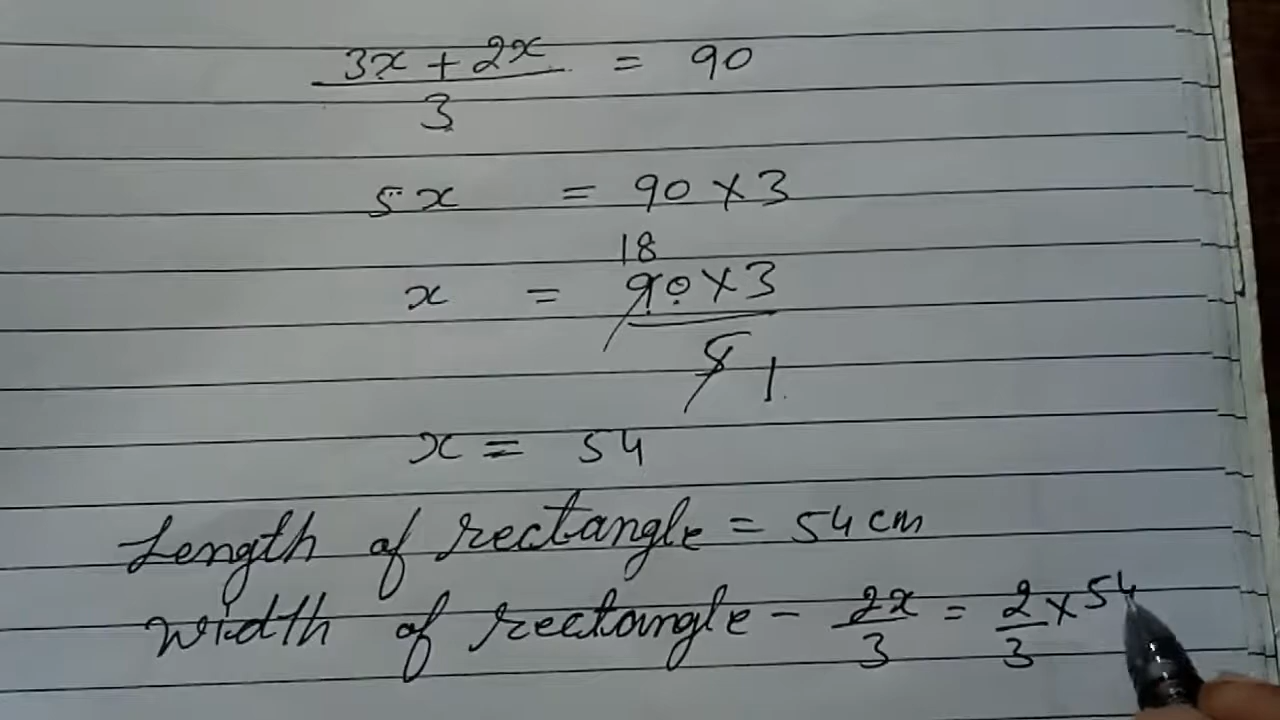 3x + 2x / 3 = 90
5x = 90 × 3
18
x = 90 × 3 / 5 1
x = 54
Length of rectangle = 54 cm
Width of rectangle - 2x/3 = 2/3 × 54